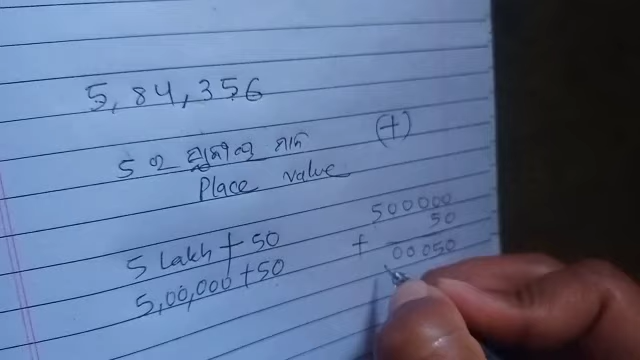 5,84,356
5 ର ସ୍ଥାନୀୟ ମାନ (+)
Place value
5 lakh + 50
5,00,000 + 50
500000
50
+ 00050